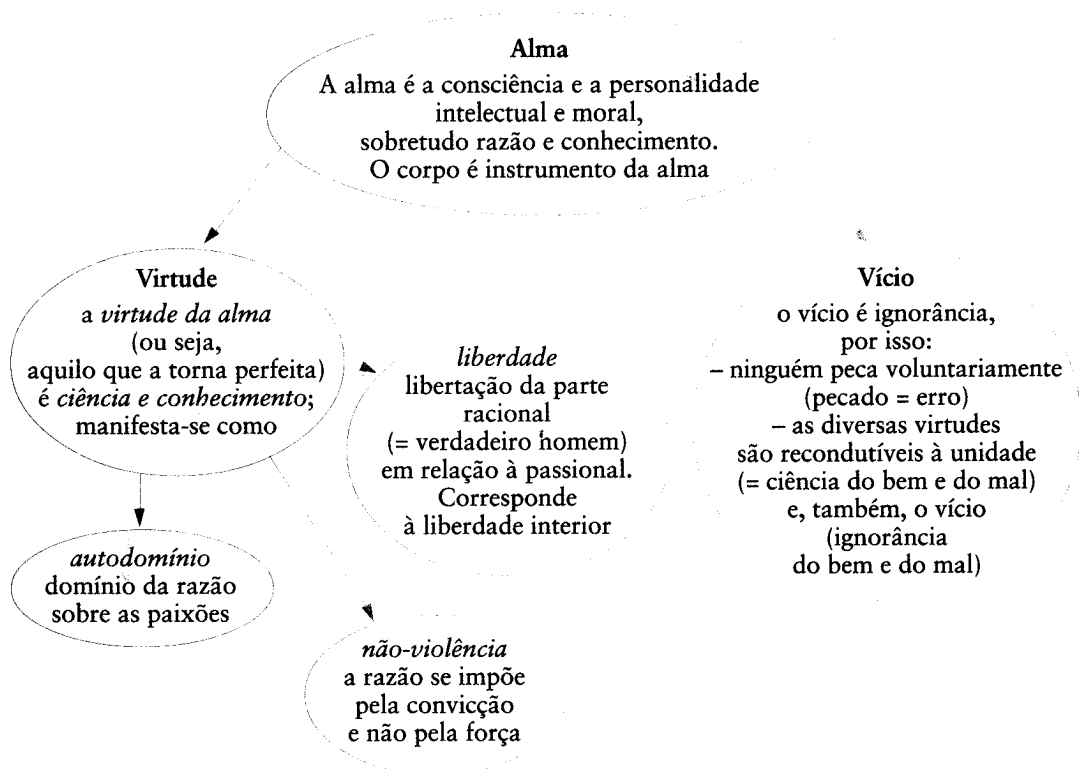 Alma
A alma é a consciência e a personalidade
intelectual e moral,
sobretudo razão e conhecimento.
O corpo é instrumento da alma
Virtude
a virtude da alma
(ou seja,
aquilo que a torna perfeita)
é ciência e conhecimento;
manifesta-se como
liberdade
libertação da parte
racional
(= verdadeiro homem)
em relação à passional.
Corresponde
à liberdade interior
Vício
o vício é ignorância,
por isso:
– ninguém peca voluntariamente
(pecado = erro)
– as diversas virtudes
são recondutíveis à unidade
(= ciência do bem e do mal)
e, também, o vício
(ignorância
do bem e do mal)
autodomínio
domínio da razão
sobre as paixões
não-violência
a razão se impõe
pela convicção
e não pela força